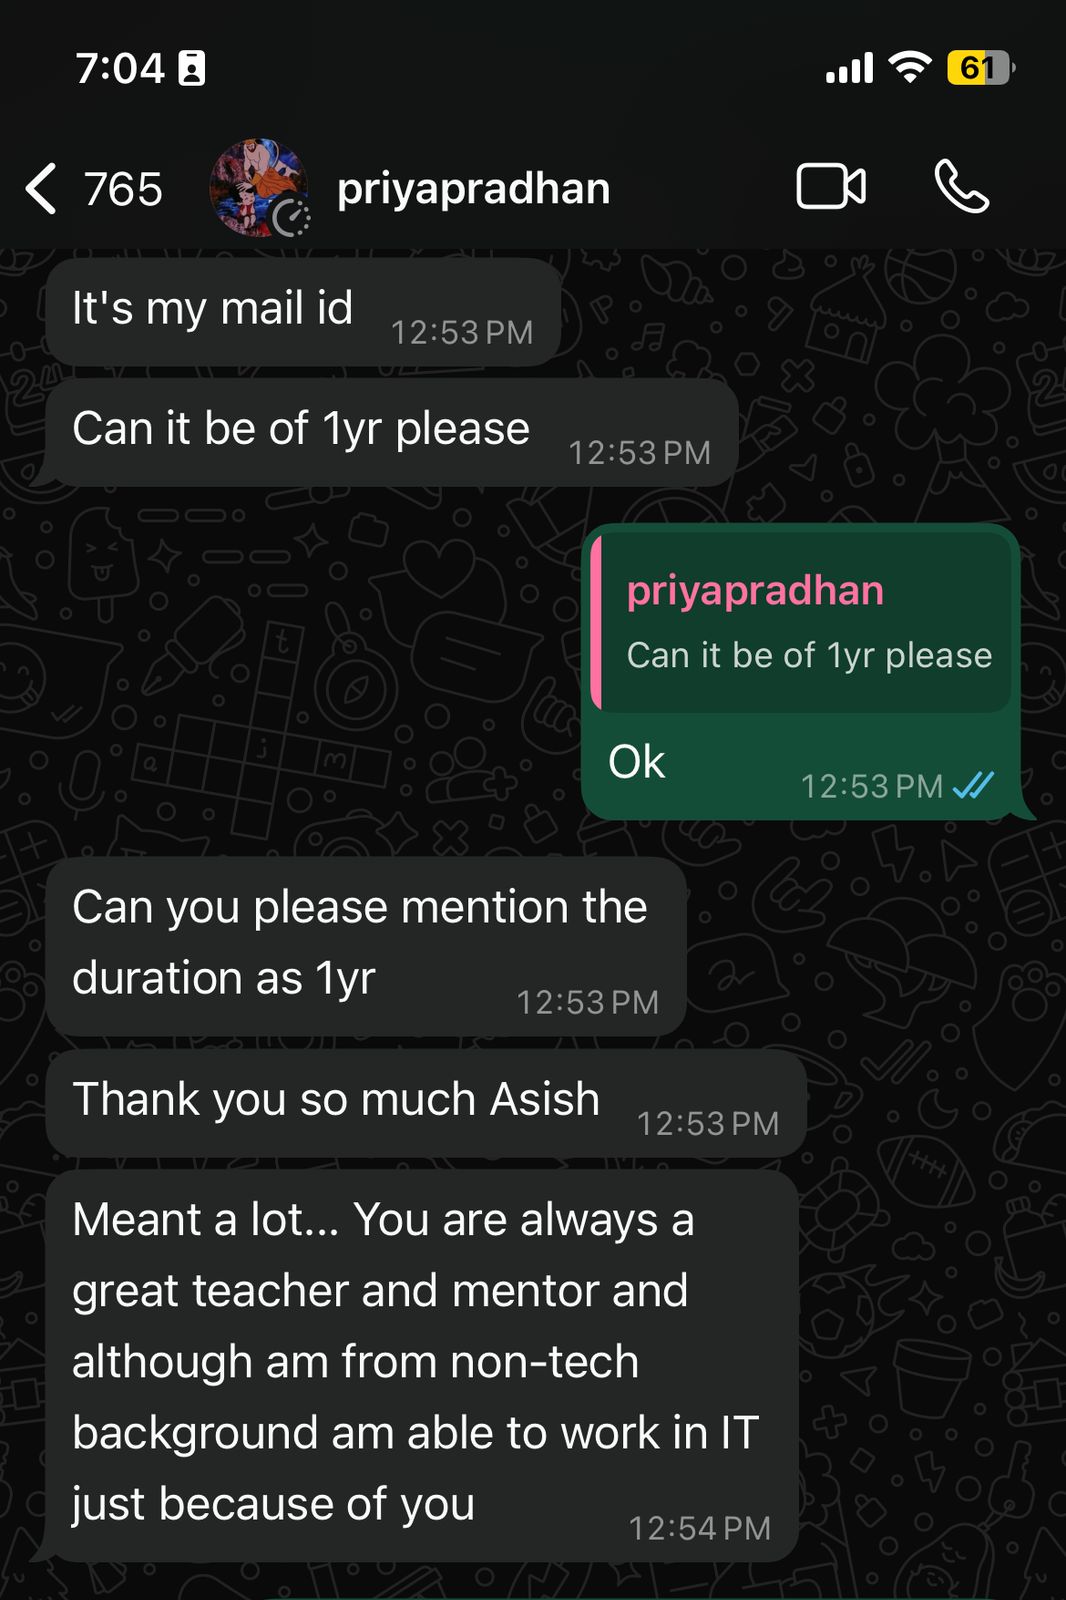 7:04
61
765 priyapradhan
It's my mail id 12:53 PM
Can it be of 1yr please 12:53 PM
priyapradhan
Can it be of 1yr please
Ok 12:53 PM
Can you please mention the
duration as 1yr 12:53 PM
Thank you so much Asish 12:53 PM
Meant a lot... You are always a
great teacher and mentor and
although am from non-tech
background am able to work in IT
just because of you 12:54 PM